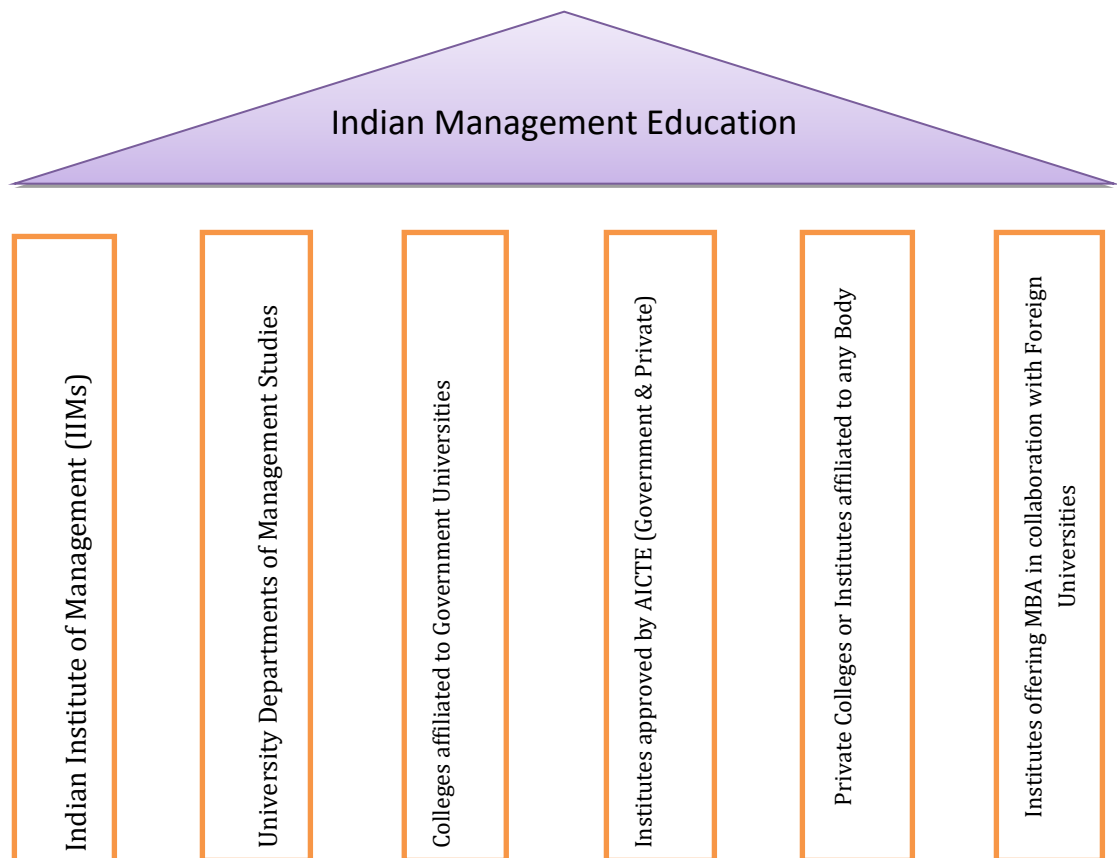 Indian Management Education
Indian Institute of Management (IIMs)
University Departments of Management Studies
Colleges affiliated to Government Universities
Institutes approved by AICTE (Government & Private)
Private Colleges or Institutes affiliated to any Body
Institutes offering MBA in collaboration with Foreign
Universities